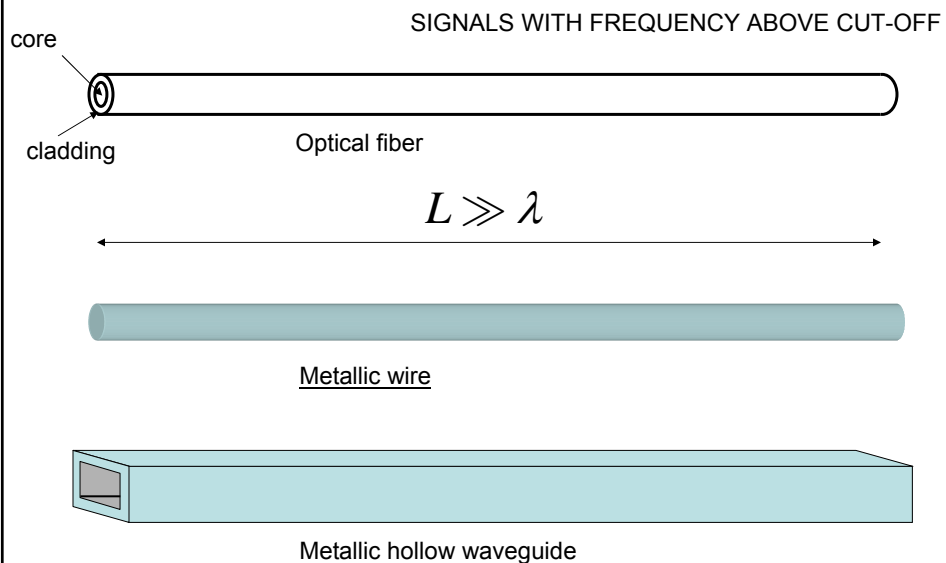 SIGNALS WITH FREQUENCY ABOVE CUT-OFF
core
cladding
Optical fiber
L ≫ λ
Metallic wire
Metallic hollow waveguide